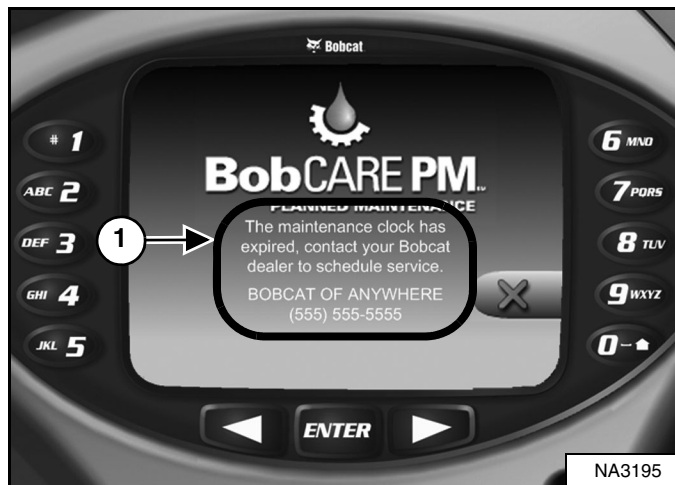 Bobcat
BobCARE PM
PLANNED MAINTENANCE
The maintenance clock has
expired, contact your Bobcat
dealer to schedule service.
BOBCAT OF ANYWHERE
(555) 555-5555
# 1
ABC 2
DEF 3
GHI 4
JKL 5
1
6 MNO
7 PQRS
8 TUV
9 WXYZ
0-
ENTER
NA3195